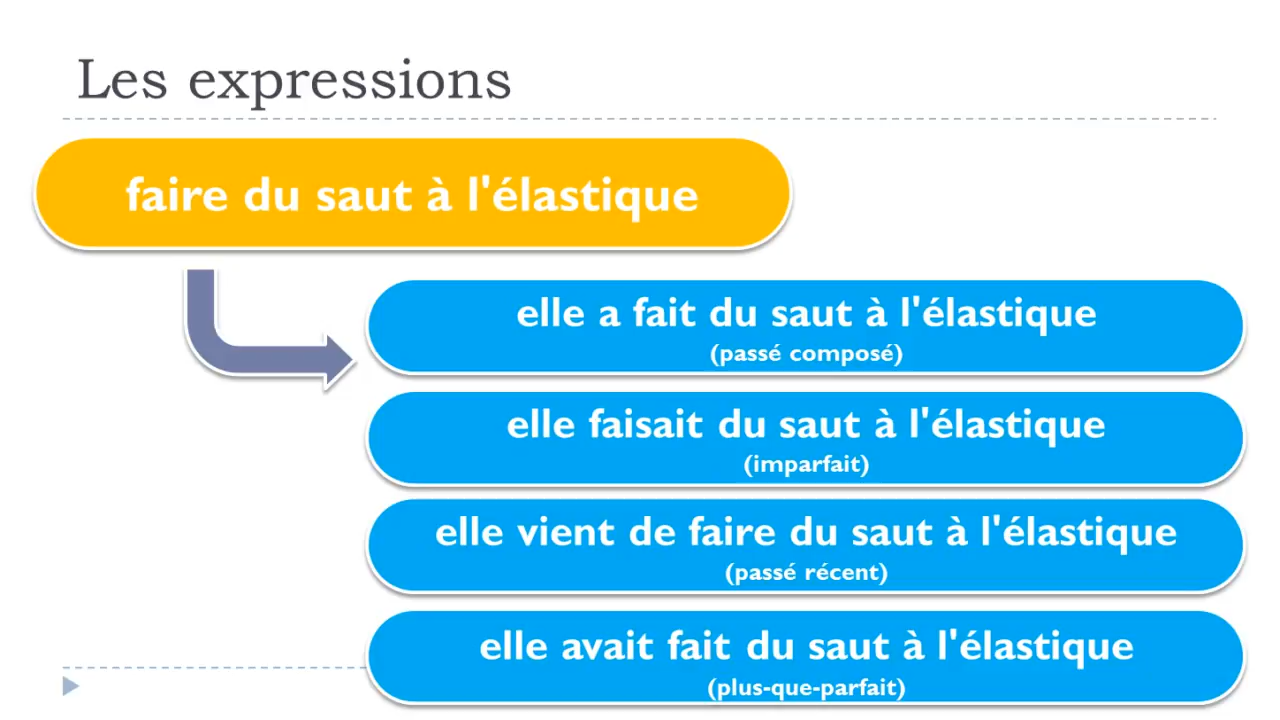 Les expressions
faire du saut à l'élastique
elle a fait du saut à l'élastique
(passé composé)
elle faisait du saut à l'élastique
(imparfait)
elle vient de faire du saut à l'élastique
(passé récent)
elle avait fait du saut à l'élastique
(plus-que-parfait)